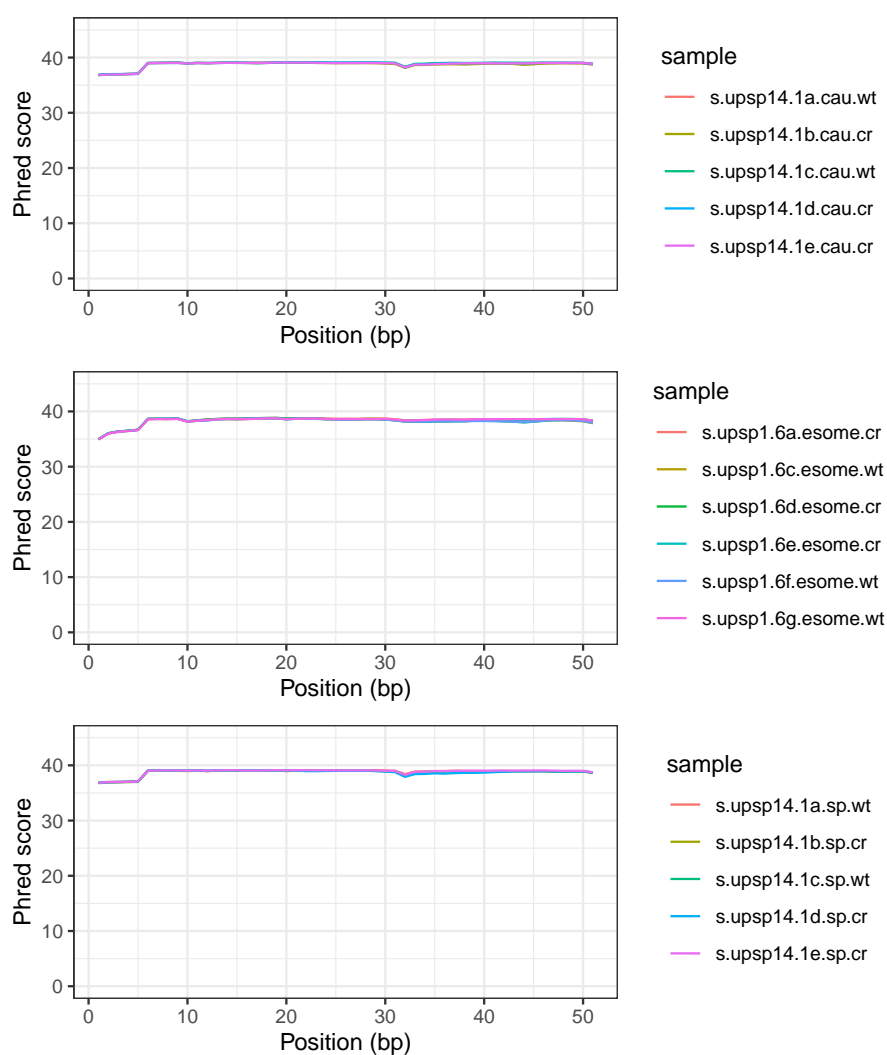 sample
s.upsp14.1a.cau.wt
s.upsp14.1b.cau.cr
s.upsp14.1c.cau.wt
s.upsp14.1d.cau.cr
s.upsp14.1e.cau.cr
Phred score
40
30
20
10
0
0 10 20 30 40 50
Position (bp)
sample
s.upsp1.6a.esome.cr
s.upsp1.6c.esome.wt
s.upsp1.6d.esome.cr
s.upsp1.6e.esome.cr
s.upsp1.6f.esome.wt
s.upsp1.6g.esome.wt
Phred score
40
30
20
10
0
0 10 20 30 40 50
Position (bp)
sample
s.upsp14.1a.sp.wt
s.upsp14.1b.sp.cr
s.upsp14.1c.sp.wt
s.upsp14.1d.sp.cr
s.upsp14.1e.sp.cr
Phred score
40
30
20
10
0
0 10 20 30 40 50
Position (bp)